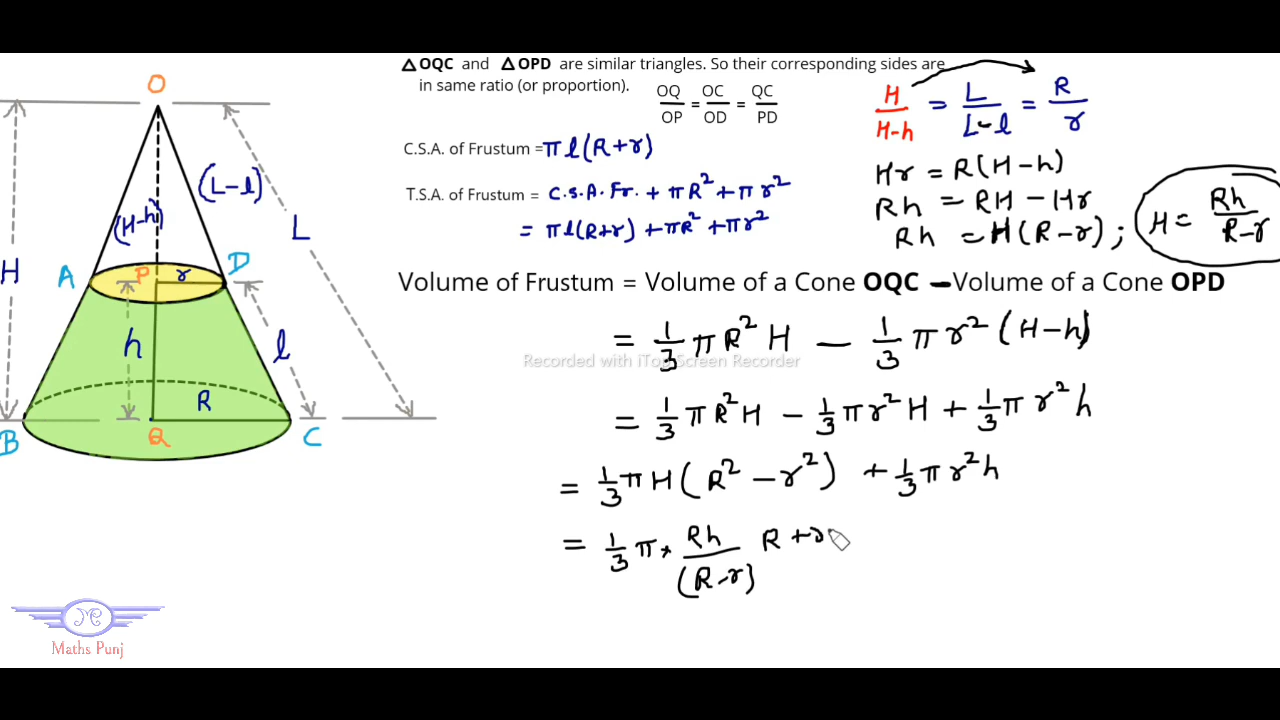 △OQC and △OPD are similar triangles. So their corresponding sides are
in same ratio (or proportion).
OQ/OP = OC/OD = QC/PD
C.S.A. of Frustum = πl(R+r)
T.S.A. of Frustum = C.S.A. Fr. + πR² + πr²
= πl(R+r) + πR² + πr²
H/H-h = L/L-l = R/r
Hr = R(H-h)
Rh = RH - Hr
Rh = H(R-r) ; H = Rh/R-r
Volume of Frustum = Volume of a Cone OQC - Volume of a Cone OPD
= 1/3 πR²H - 1/3 πr²(H-h)
Recorded with iTop Screen Recorder
= 1/3 πR²H - 1/3 πr²H + 1/3 πr²h
= 1/3 πH(R² - r²) + 1/3 πr²h
= 1/3 π × Rh/(R-r) R+r
O
(L-l)
(H-h)
L
H
A
P
r
D
h
l
R
B
Q
C
Maths Punj